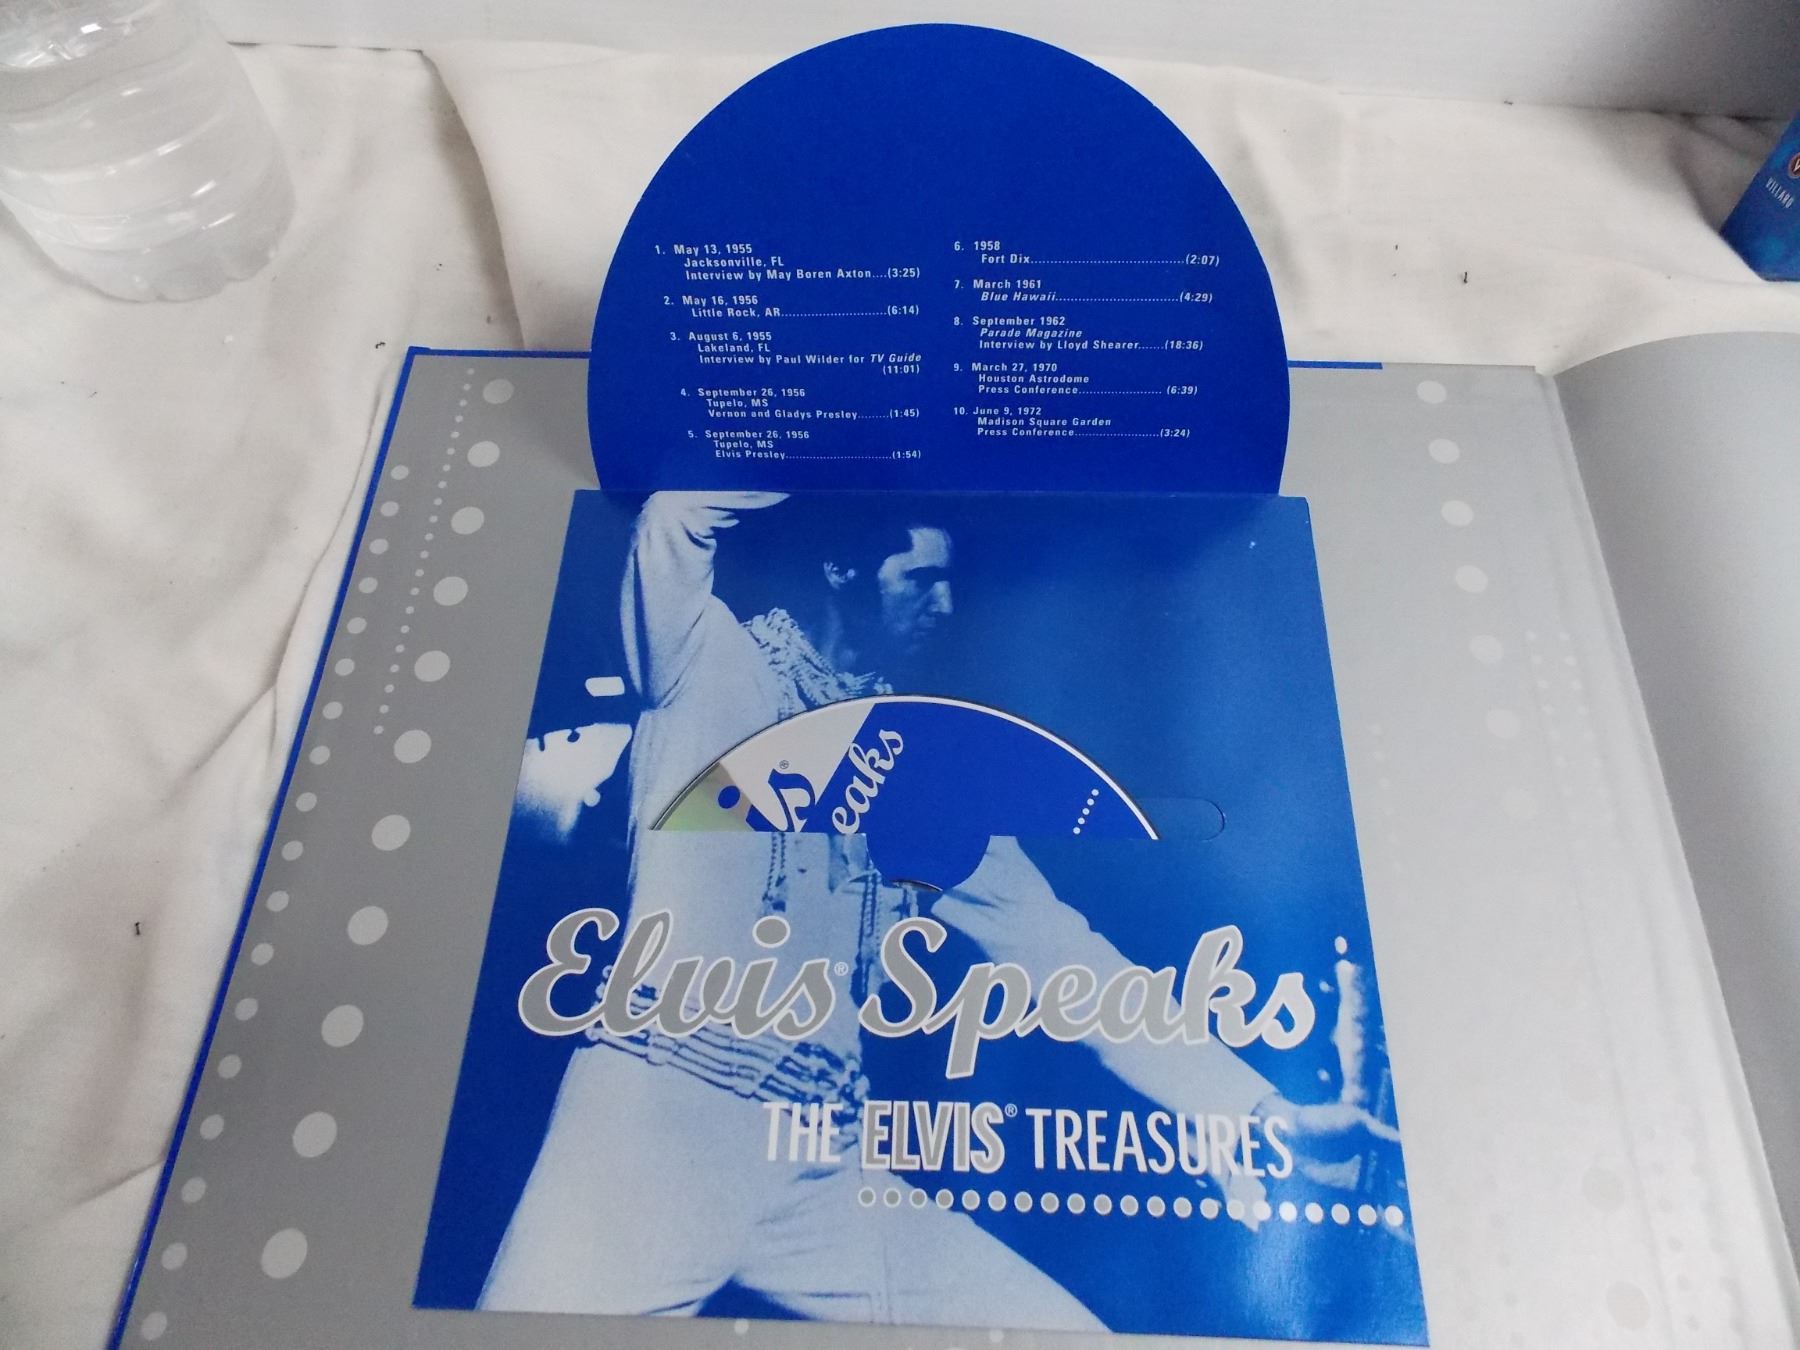 1. May 13, 1955
Jacksonville, FL
Interview by May Boren Axton....(3:25)
2. May 16, 1956
Little Rock, AR............................(6:14)
3. August 6, 1955
Lakeland, FL
Interview by Paul Wilder for TV Guide
(11:01)
4. September 26, 1956
Tupelo, MS
Vernon and Gladys Presley.........(1:45)
5. September 26, 1956
Tupelo, MS
Elvis Presley..............................(1:54)
6. 1958
Fort Dix........................................(2:07)
7. March 1961
Blue Hawaii................................(4:29)
8. September 1962
Parade Magazine
Interview by Lloyd Shearer.......(18:36)
9. March 27, 1970
Houston Astrodome
Press Conference....................... (6:39)
10. June 9, 1972
Madison Square Garden
Press Conference.......................(3:24)
VILLARD
is®
eaks
Elvis® Speaks
THE ELVIS® TREASURES